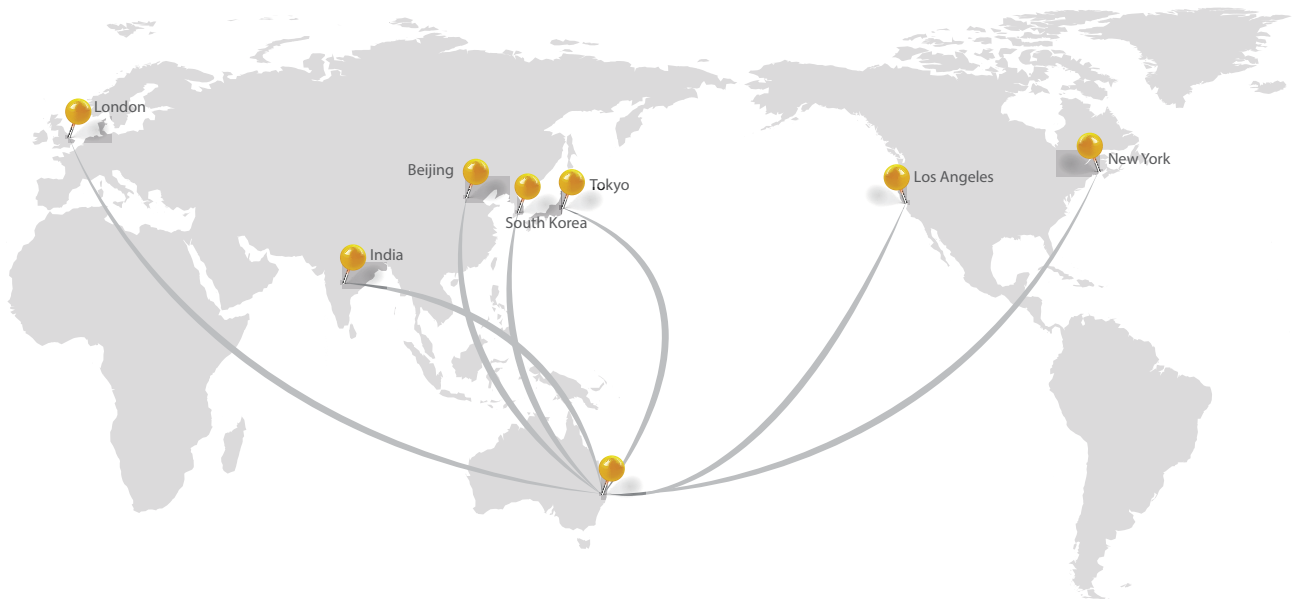 London
Beijing
Tokyo
South Korea
India
Los Angeles
New York